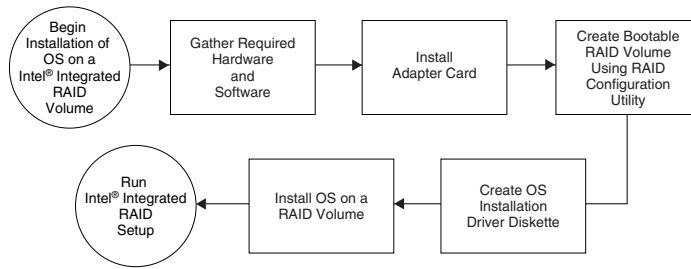 Begin
Installation of
OS on a
Intel® Integrated
RAID
Volume
Gather Required
Hardware
and
Software
Install
Adapter Card
Create Bootable
RAID Volume
Using RAID
Configuration
Utility
Run
Intel® Integrated
RAID
Setup
Install OS on a
RAID Volume
Create OS
Installation
Driver Diskette